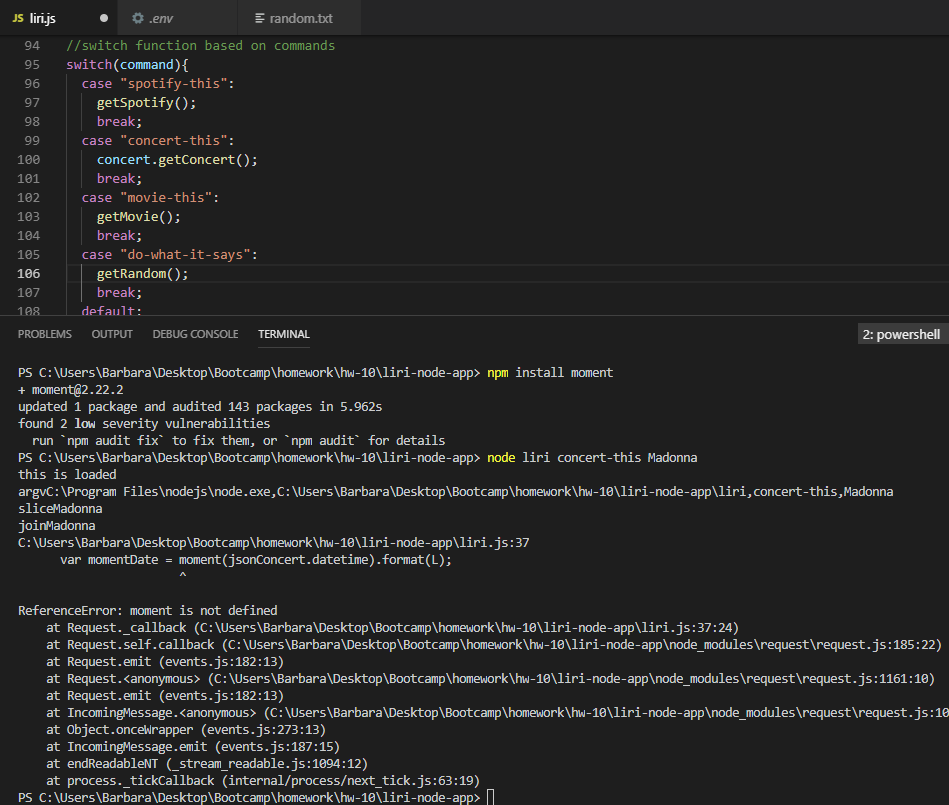 JS liri.js
.env
random.txt
94 //switch function based on commands
95 switch(command){
96 case "spotify-this":
97 getSpotify();
98 break;
99 case "concert-this":
100 concert.getConcert();
101 break;
102 case "movie-this":
103 getMovie();
104 break;
105 case "do-what-it-says":
106 getRandom();
107 break;
108 default:
PROBLEMS OUTPUT DEBUG CONSOLE TERMINAL 2: powershell
PS C:\Users\Barbara\Desktop\Bootcamp\homework\hw-10\liri-node-app> npm install moment
+ moment@2.22.2
updated 1 package and audited 143 packages in 5.962s
found 2 low severity vulnerabilities
run `npm audit fix` to fix them, or `npm audit` for details
PS C:\Users\Barbara\Desktop\Bootcamp\homework\hw-10\liri-node-app> node liri concert-this Madonna
this is loaded
argvC:\Program Files\nodejs\node.exe,C:\Users\Barbara\Desktop\Bootcamp\homework\hw-10\liri-node-app\liri,concert-this,Madonna
sliceMadonna
joinMadonna
C:\Users\Barbara\Desktop\Bootcamp\homework\hw-10\liri-node-app\liri.js:37
var momentDate = moment(jsonConcert.datetime).format(L);
^
ReferenceError: moment is not defined
at Request._callback (C:\Users\Barbara\Desktop\Bootcamp\homework\hw-10\liri-node-app\liri.js:37:24)
at Request.self.callback (C:\Users\Barbara\Desktop\Bootcamp\homework\hw-10\liri-node-app\node_modules\request\request.js:185:22)
at Request.emit (events.js:182:13)
at Request.<anonymous> (C:\Users\Barbara\Desktop\Bootcamp\homework\hw-10\liri-node-app\node_modules\request\request.js:1161:10)
at Request.emit (events.js:182:13)
at IncomingMessage.<anonymous> (C:\Users\Barbara\Desktop\Bootcamp\homework\hw-10\liri-node-app\node_modules\request\request.js:10
at Object.onceWrapper (events.js:273:13)
at IncomingMessage.emit (events.js:187:15)
at endReadableNT (_stream_readable.js:1094:12)
at process._tickCallback (internal/process/next_tick.js:63:19)
PS C:\Users\Barbara\Desktop\Bootcamp\homework\hw-10\liri-node-app>